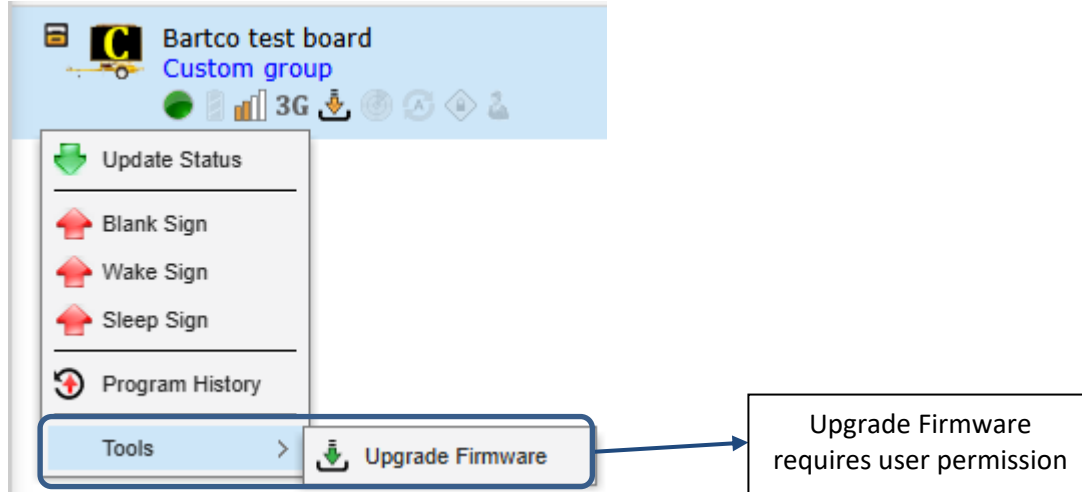 C
Bartco test board
Custom group
3G
A
Update Status
Blank Sign
Wake Sign
Sleep Sign
Program History
Tools >
Upgrade Firmware
Upgrade Firmware
requires user permission